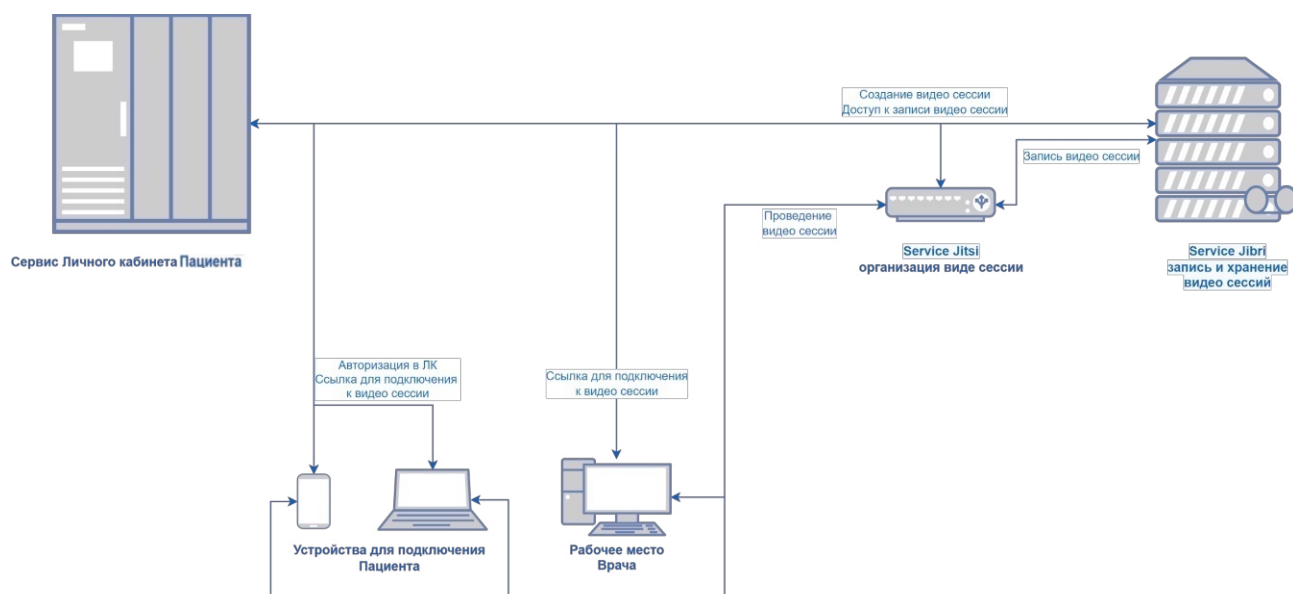 Создание видео сессии
Доступ к записи видео сессии
Запись видео сессии
Проведение
видео сессии
Сервис Личного кабинета Пациента
Service Jitsi
организация виде сессии
Service Jibri
запись и хранение
видео сессий
Авторизация в ЛК
Ссылка для подключения
к видео сессии
Ссылка для подключения
к видео сессии
Устройства для подключения
Пациента
Рабочее место
Врача